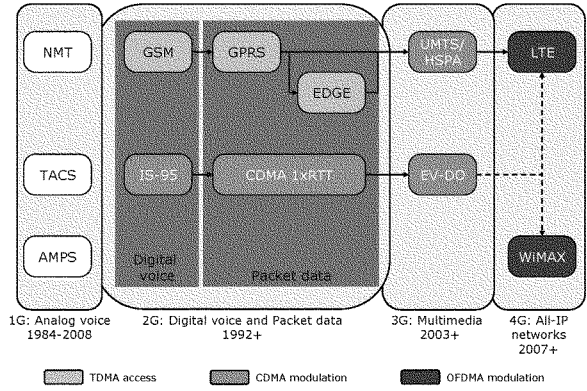 NMT
GSM
GPRS
UMTS/
HSPA
LTE
EDGE
TACS
IS-95
CDMA 1xRTT
EV-DO
AMPS
Digital
voice
Packet data
WiMAX
1G: Analog voice
1984-2008
2G: Digital voice and Packet data
1992+
3G: Multimedia
2003+
4G: All-IP
networks
2007+
TDMA access
CDMA modulation
OFDMA modulation